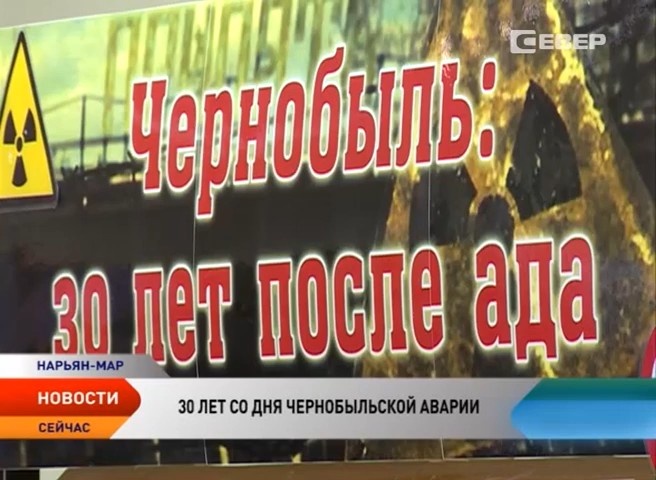 СЕВЕР
Чернобыль:
30 лет после ада
НАРЬЯН-МАР
НОВОСТИ
СЕЙЧАС
30 ЛЕТ СО ДНЯ ЧЕРНОБЫЛЬСКОЙ АВАРИИ